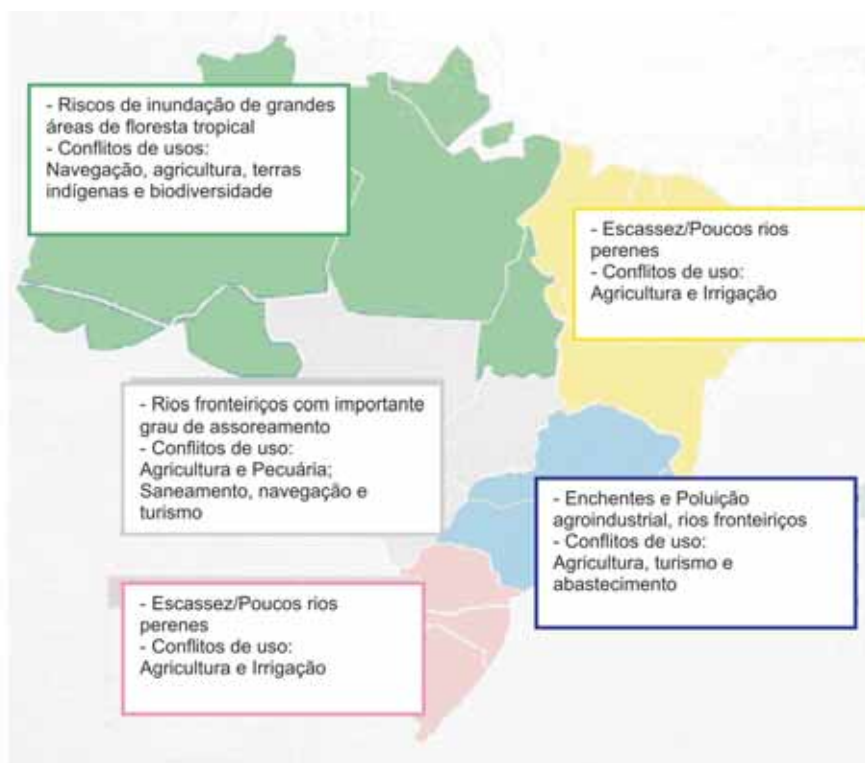 - Riscos de inundação de grandes
áreas de floresta tropical
- Conflitos de usos:
Navegação, agricultura, terras
indígenas e biodiversidade
- Escassez/Poucos rios
perenes
- Conflitos de uso:
Agricultura e Irrigação
- Rios fronteiriços com importante
grau de assoreamento
- Conflitos de uso:
Agricultura e Pecuária;
Saneamento, navegação e
turismo
- Enchentes e Poluição
agroindustrial, rios fronteiriços
- Conflitos de uso:
Agricultura, turismo e
abastecimento
- Escassez/Poucos rios
perenes
- Conflitos de uso:
Agricultura e Irrigação